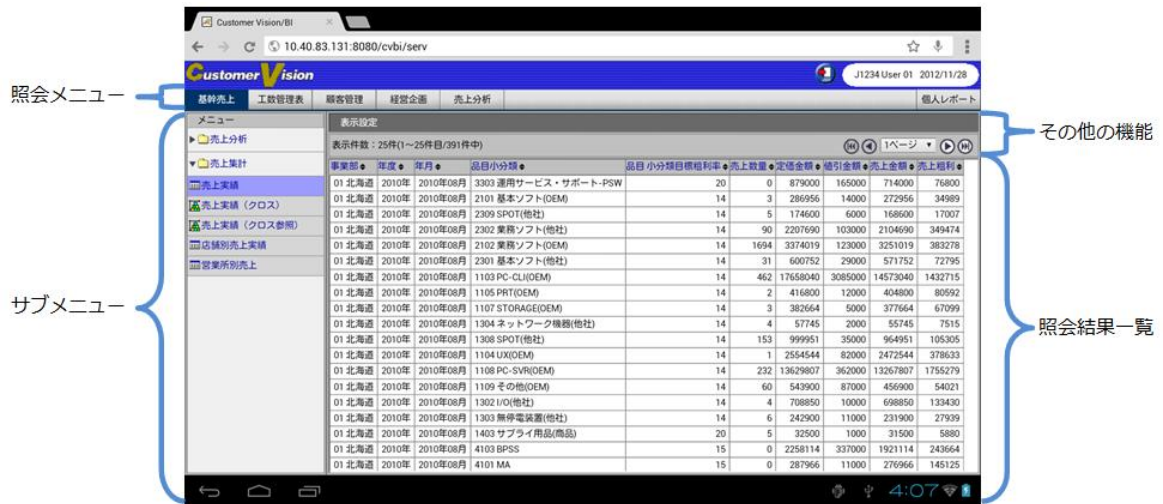 Customer Vision/BI
10.40.83.131:8080/cvbi/serv
Customer Vision
J1234 User 01 2012/11/28
照会メニュー
基幹売上 工数管理表 顧客管理 経営企画 売上分析 個人レポート
メニュー
売上分析
売上集計
売上実績
売上実績（クロス）
売上実績（クロス参照）
店舗別売上実績
営業所別売上
サブメニュー
表示設定
その他の機能
表示件数：25件(1～25件目/391件中) 1ページ
事業部 年度 年月 品目小分類 品目小分類目標粗利率 売上数量 定価金額 値引金額 売上金額 売上粗利
01 北海道 2010年 2010年08月 3303 運用サービス・サポート-PSW 20 0 879000 165000 714000 76800
01 北海道 2010年 2010年08月 2101 基本ソフト(OEM) 14 3 286956 14000 272956 34989
01 北海道 2010年 2010年08月 2309 SPOT(他社) 14 5 174600 6000 168600 17007
01 北海道 2010年 2010年08月 2302 業務ソフト(他社) 14 90 2207690 103000 2104690 349474
01 北海道 2010年 2010年08月 2102 業務ソフト(OEM) 14 1694 3374019 123000 3251019 383278
01 北海道 2010年 2010年08月 2301 基本ソフト(他社) 14 31 600752 29000 571752 72795
01 北海道 2010年 2010年08月 1103 PC-CLI(OEM) 14 462 17658040 3085000 14573040 1432715
01 北海道 2010年 2010年08月 1105 PRT(OEM) 14 2 416800 12000 404800 80592
01 北海道 2010年 2010年08月 1107 STORAGE(OEM) 14 3 382664 5000 377664 67099
01 北海道 2010年 2010年08月 1304 ネットワーク機器(他社) 14 4 57745 2000 55745 7515
01 北海道 2010年 2010年08月 1308 SPOT(他社) 14 153 999951 35000 964951 105305
01 北海道 2010年 2010年08月 1104 UX(OEM) 14 1 2554544 82000 2472544 378633
01 北海道 2010年 2010年08月 1108 PC-SVR(OEM) 14 232 13629807 362000 13267807 1755279
01 北海道 2010年 2010年08月 1109 その他(OEM) 14 60 543900 87000 456900 54021
01 北海道 2010年 2010年08月 1302 I/O(他社) 14 4 708850 10000 698850 133430
01 北海道 2010年 2010年08月 1303 無停電装置(他社) 14 6 242900 11000 231900 27939
01 北海道 2010年 2010年08月 1403 サプライ用品(商品) 20 5 32500 1000 31500 5880
01 北海道 2010年 2010年08月 4103 BPSS 15 0 2258114 337000 1921114 243664
01 北海道 2010年 2010年08月 4101 MA 15 0 287966 11000 276966 145125
照会結果一覧
4:07